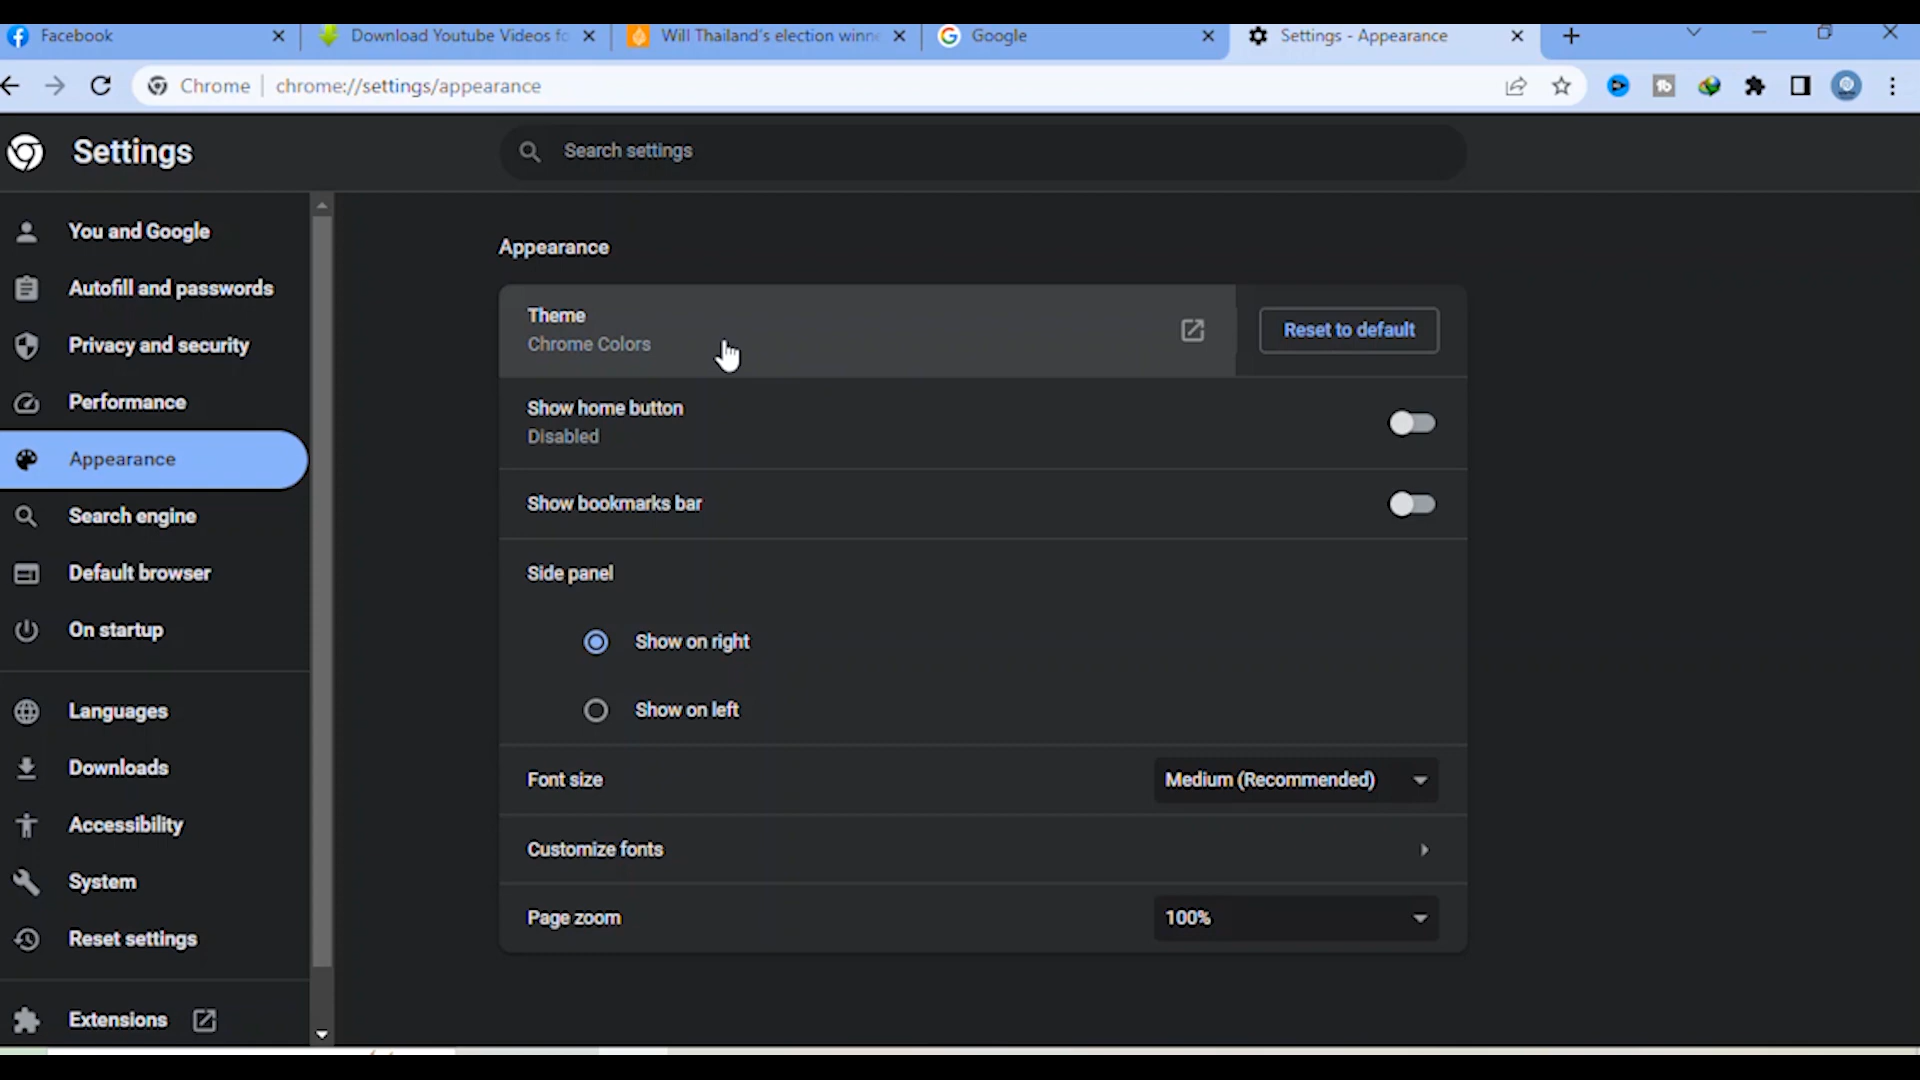 Facebook
Download Youtube Videos fo
Will Thailand's election winne
Google
Settings - Appearance
Chrome
chrome://settings/appearance
Settings
Search settings
You and Google
Autofill and passwords
Privacy and security
Performance
Appearance
Search engine
Default browser
On startup
Languages
Downloads
Accessibility
System
Reset settings
Extensions
Appearance
Theme
Chrome Colors
Reset to default
Show home button
Disabled
Show bookmarks bar
Side panel
Show on right
Show on left
Font size
Medium (Recommended)
Customize fonts
Page zoom
100%